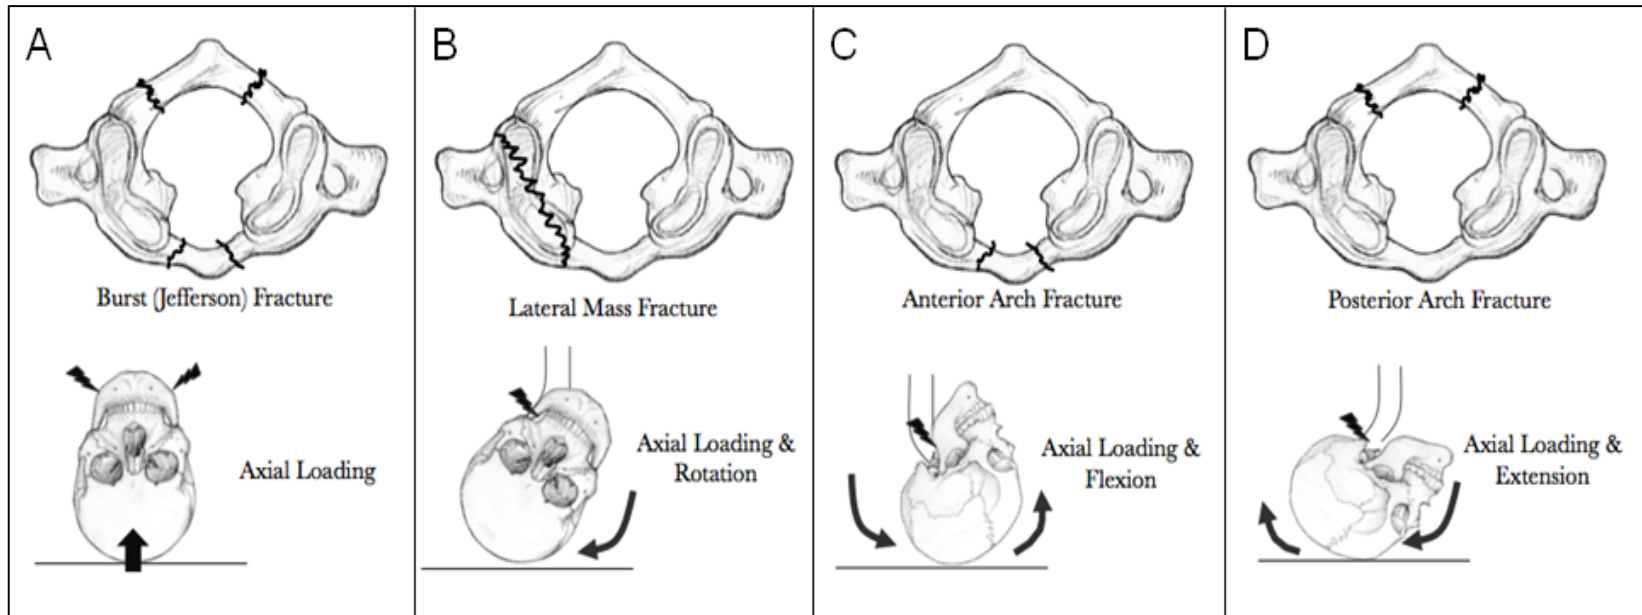 A
Burst (Jefferson) Fracture
Axial Loading
B
Lateral Mass Fracture
Axial Loading &
Rotation
C
Anterior Arch Fracture
Axial Loading &
Flexion
D
Posterior Arch Fracture
Axial Loading &
Extension